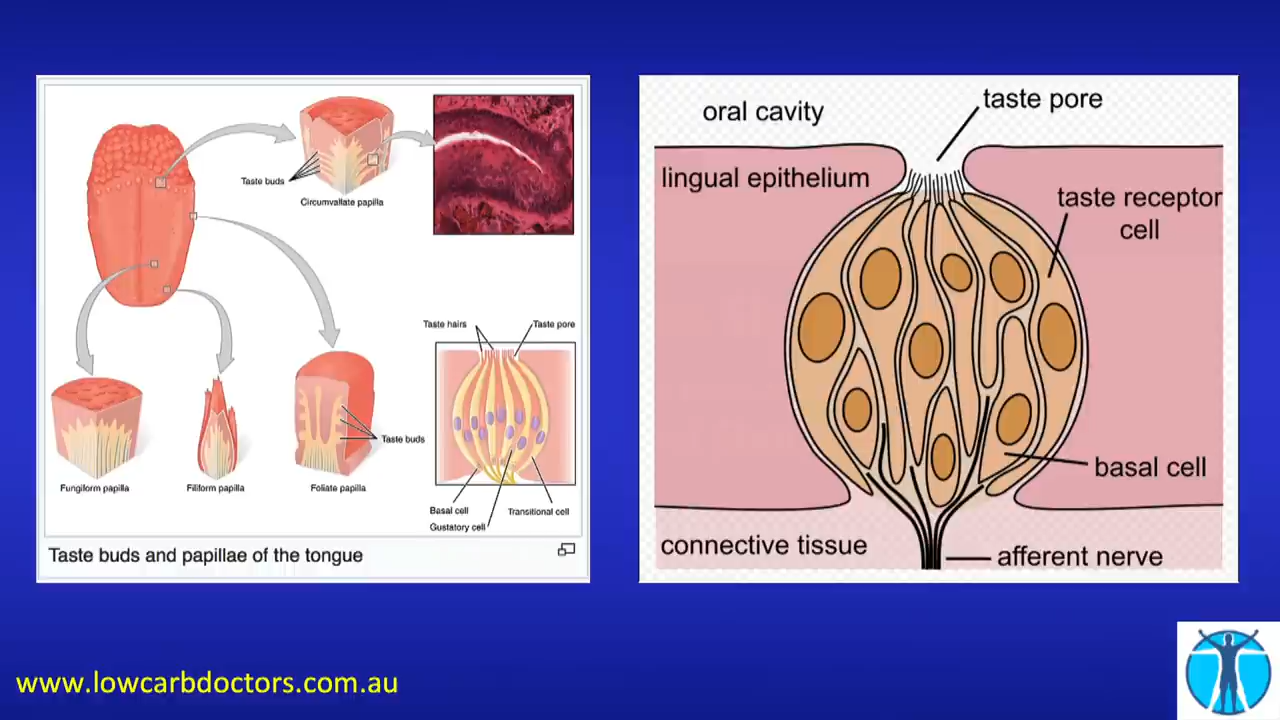 Taste buds
Circumvallate papilla
Taste hairs
Taste pore
Taste buds
Fungiform papilla
Filiform papilla
Foliate papilla
Basal cell
Transitional cell
Gustatory cell
Taste buds and papillae of the tongue
oral cavity
taste pore
lingual epithelium
taste receptor
cell
basal cell
connective tissue
afferent nerve
www.lowcarbdoctors.com.au